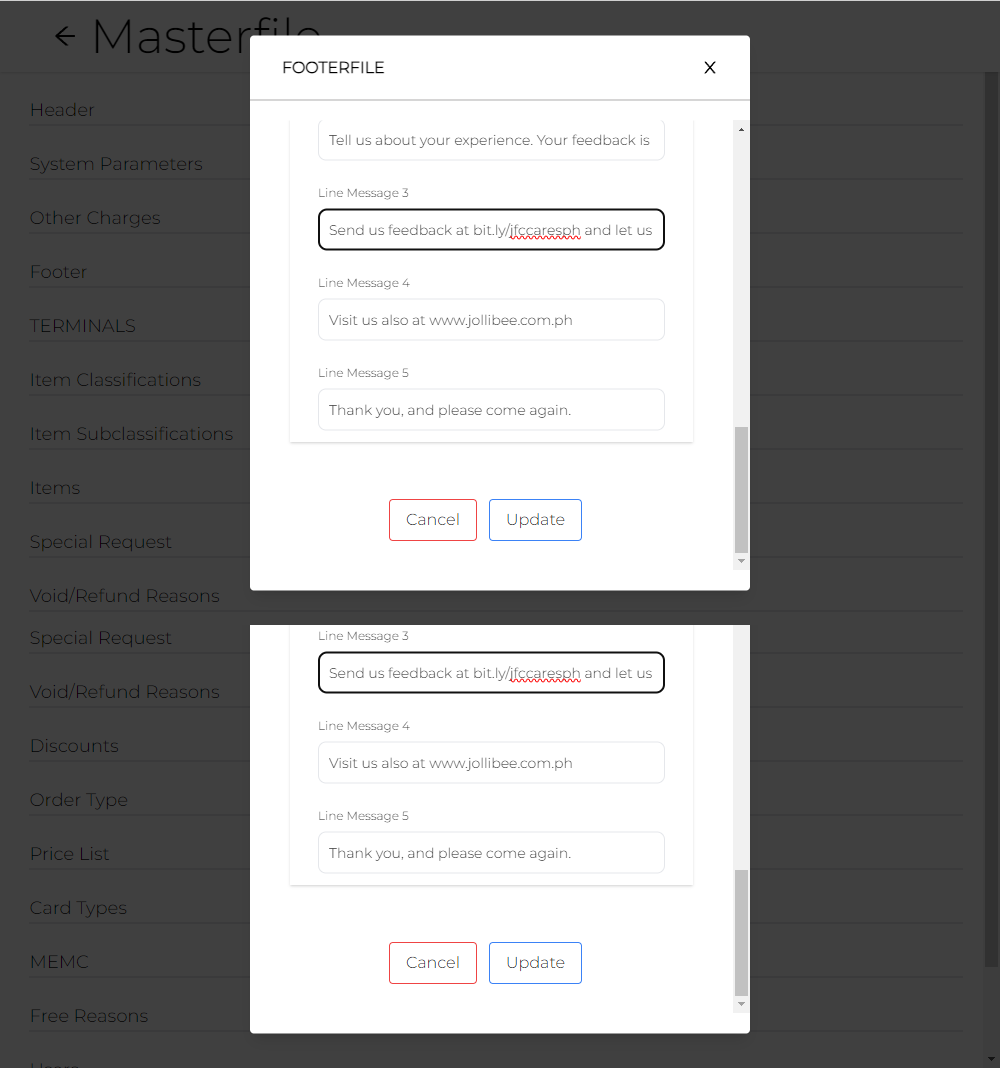 ← Masterfile
FOOTERFILE X
Header
Tell us about your experience. Your feedback is
System Parameters
Line Message 3
Other Charges
Send us feedback at bit.ly/jfccaresph and let us
Footer
Line Message 4
TERMINALS
Visit us also at www.jollibee.com.ph
Item Classifications
Line Message 5
Thank you, and please come again.
Item Subclassifications
Items
Cancel Update
Special Request
Void/Refund Reasons
Special Request
Line Message 3
Send us feedback at bit.ly/jfccaresph and let us
Void/Refund Reasons
Line Message 4
Discounts
Visit us also at www.jollibee.com.ph
Order Type
Line Message 5
Price List
Thank you, and please come again.
Card Types
MEMC
Cancel Update
Free Reasons
Users